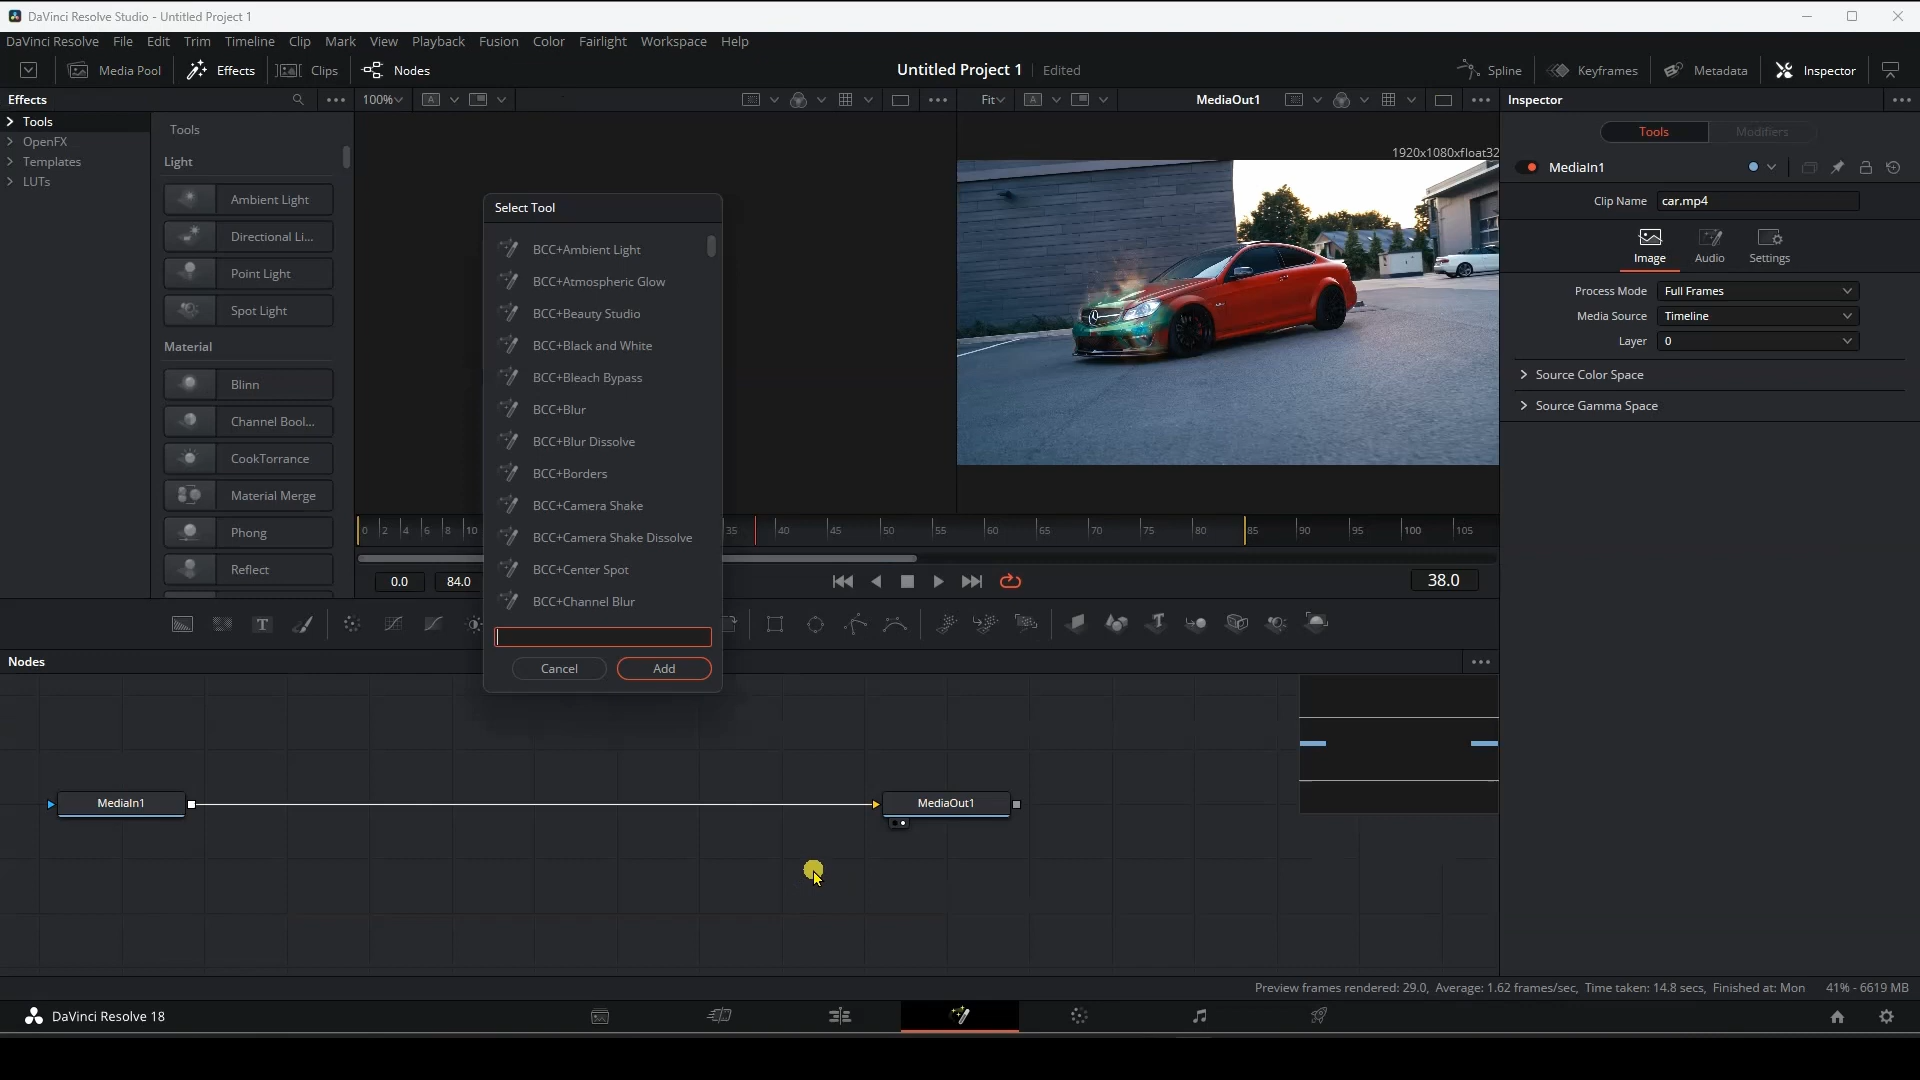 DaVinci Resolve Studio - Untitled Project 1
DaVinci Resolve File Edit Trim Timeline Clip Mark View Playback Fusion Color Fairlight Workspace Help
Media Pool Effects Clips Nodes Untitled Project 1 Edited Spline Keyframes Metadata Inspector
Effects 100% Fit MediaOut1 Inspector
Tools
OpenFX
Templates
LUTs
Tools
Light
Ambient Light
Directional Li...
Point Light
Spot Light
Material
Blinn
Channel Bool...
CookTorrance
Material Merge
Phong
Reflect
Select Tool
BCC+Ambient Light
BCC+Atmospheric Glow
BCC+Beauty Studio
BCC+Black and White
BCC+Bleach Bypass
BCC+Blur
BCC+Blur Dissolve
BCC+Borders
BCC+Camera Shake
BCC+Camera Shake Dissolve
BCC+Center Spot
BCC+Channel Blur
Cancel Add
1920x1080xfloat32
Tools Modifiers
MediaIn1
Clip Name car.mp4
Image Audio Settings
Process Mode Full Frames
Media Source Timeline
Layer 0
Source Color Space
Source Gamma Space
0 2 4 6 8 10 35 40 45 50 55 60 65 70 75 80 85 90 95 100 105
0.0 84.0 38.0
T
Nodes
MediaIn1 MediaOut1
Preview frames rendered: 29.0, Average: 1.62 frames/sec, Time taken: 14.8 secs, Finished at: Mon 41% - 6619 MB
DaVinci Resolve 18